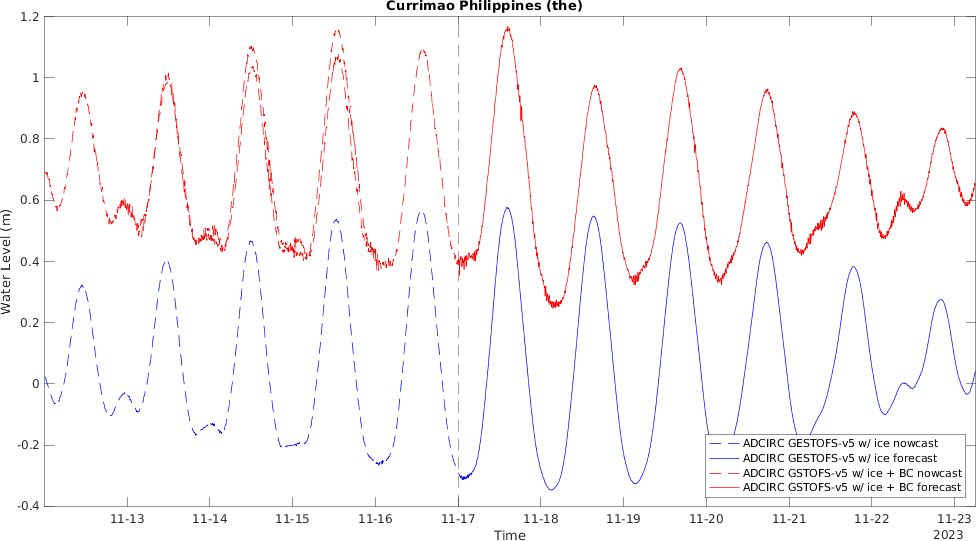 Currimao Philippines (the)
Water Level (m)
1.2
1
0.8
0.6
0.4
0.2
0
-0.2
-0.4
ADCIRC GESTOFS-v5 w/ ice nowcast
ADCIRC GESTOFS-v5 w/ ice forecast
ADCIRC GSTOFS-v5 w/ ice + BC nowcast
ADCIRC GSTOFS-v5 w/ ice + BC forecast
11-13 11-14 11-15 11-16 11-17 11-18 11-19 11-20 11-21 11-22 11-23
2023
Time